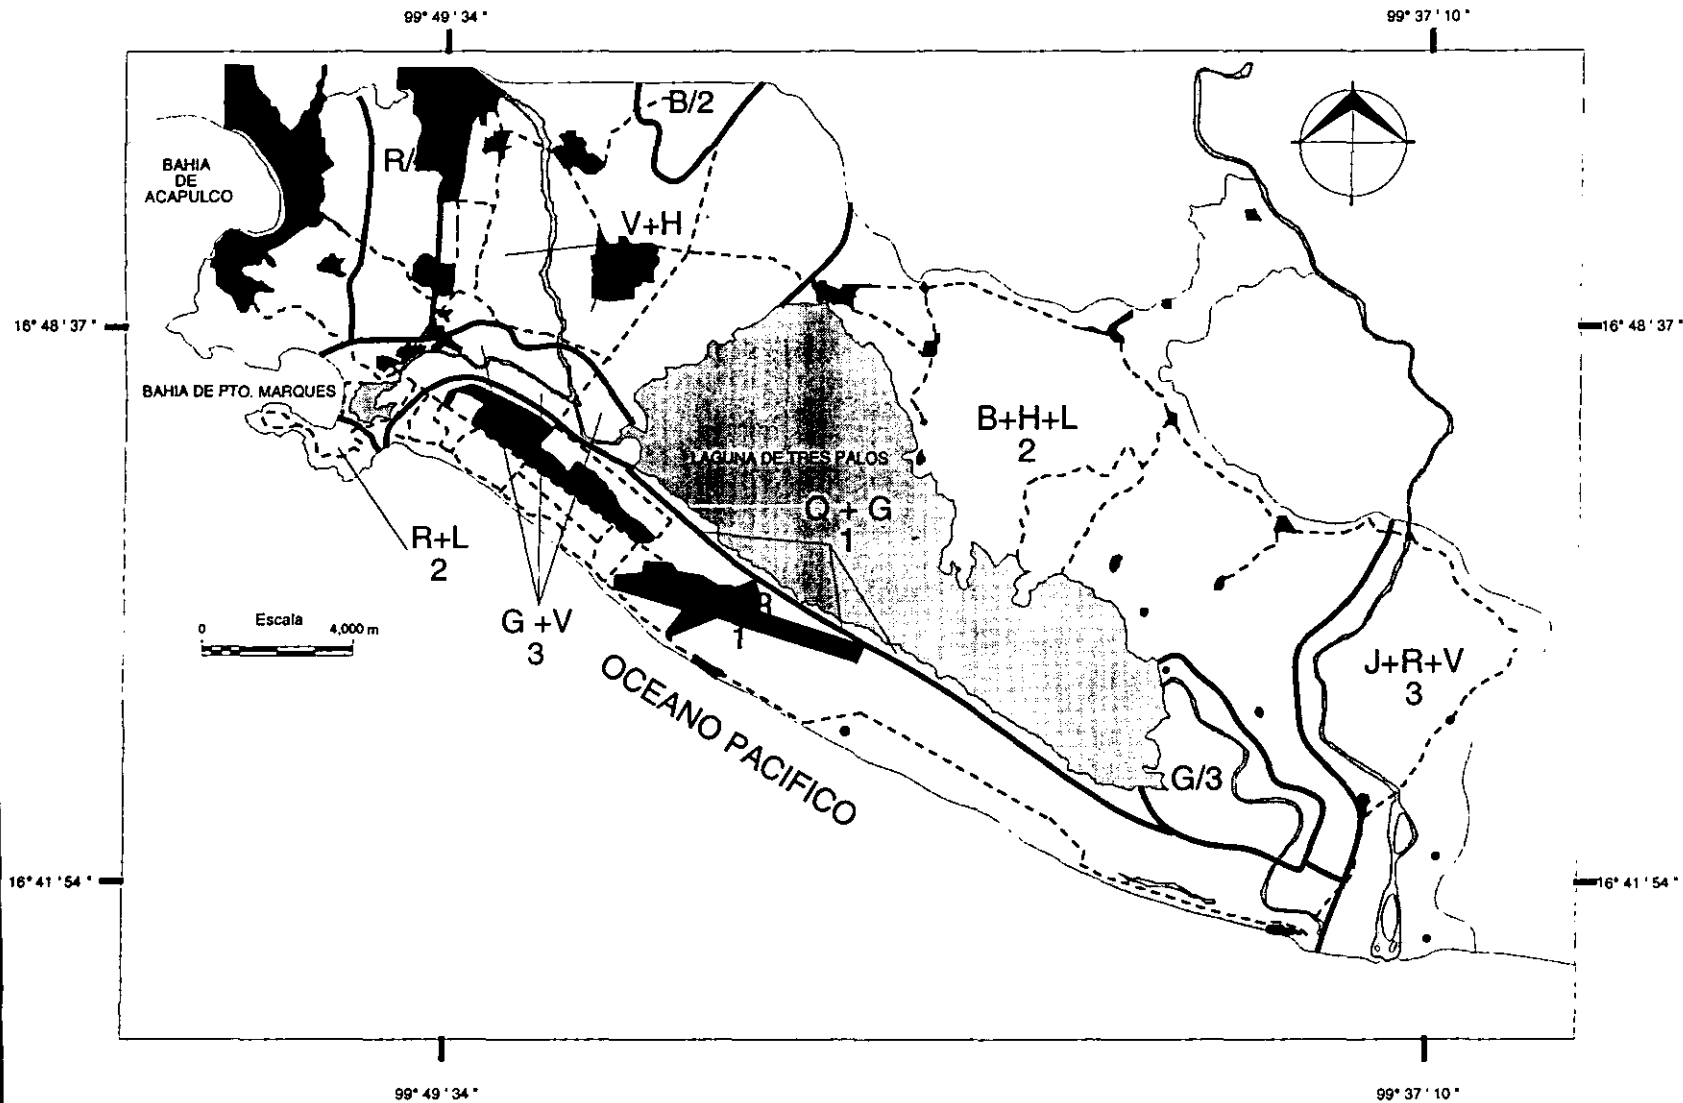 99° 49 ' 34 "
99° 37 ' 10 "
B/2
R/
BAHIA
DE
ACAPULCO
V+H
16° 48 ' 37 "
16° 48 ' 37 "
BAHIA DE PTO. MARQUES
B+H+L
2
LAGUNA DE TRES PALOS
Q + G
1
R+L
2
G +V
3
Escala
0
4,000 m
1
OCEANO PACIFICO
J+R+V
3
G/3
16° 41 ' 54 "
16° 41 ' 54 "
99° 49 ' 34 "
99° 37 ' 10 "